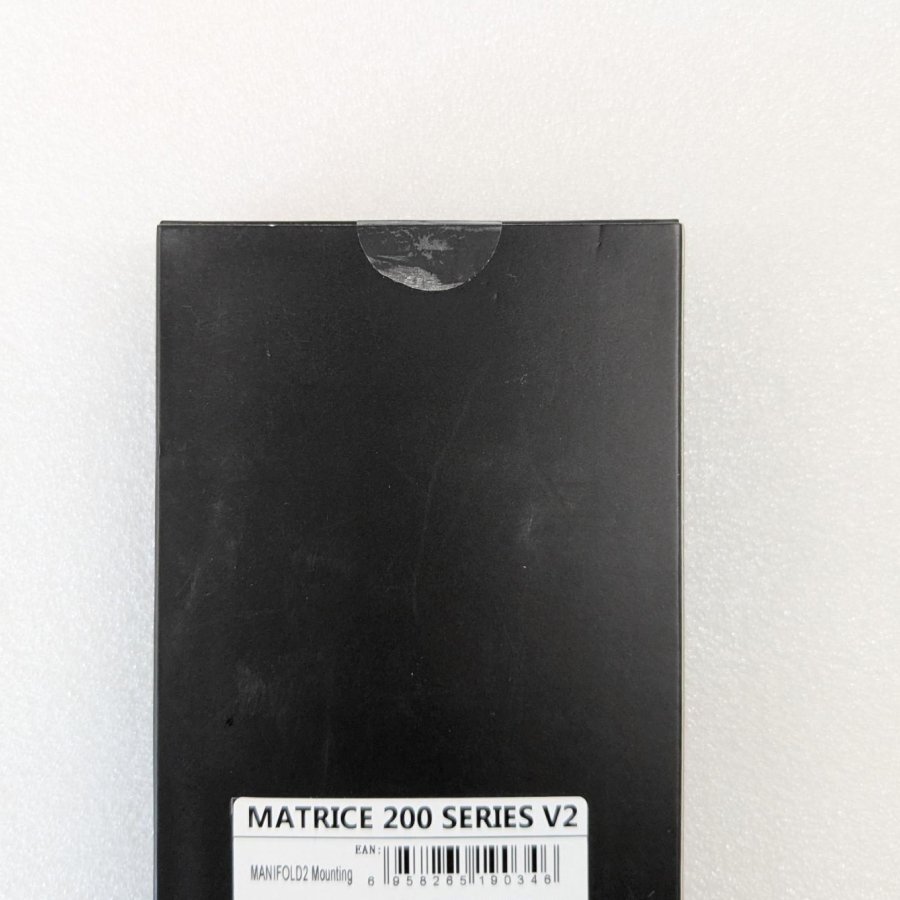 MATRICE 200 SERIES V2
EAN:
MANIFOLD2 Mounting
6 958265 190346